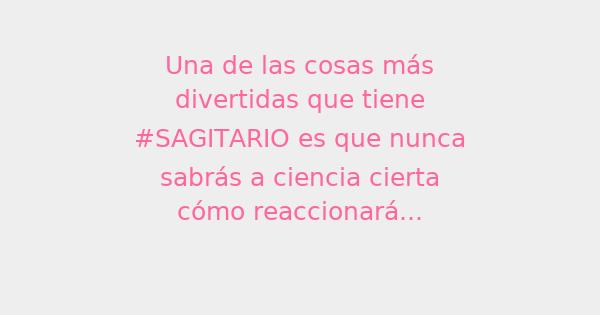 Una de las cosas más
divertidas que tiene
#SAGITARIO es que nunca
sabrás a ciencia cierta
cómo reaccionará...